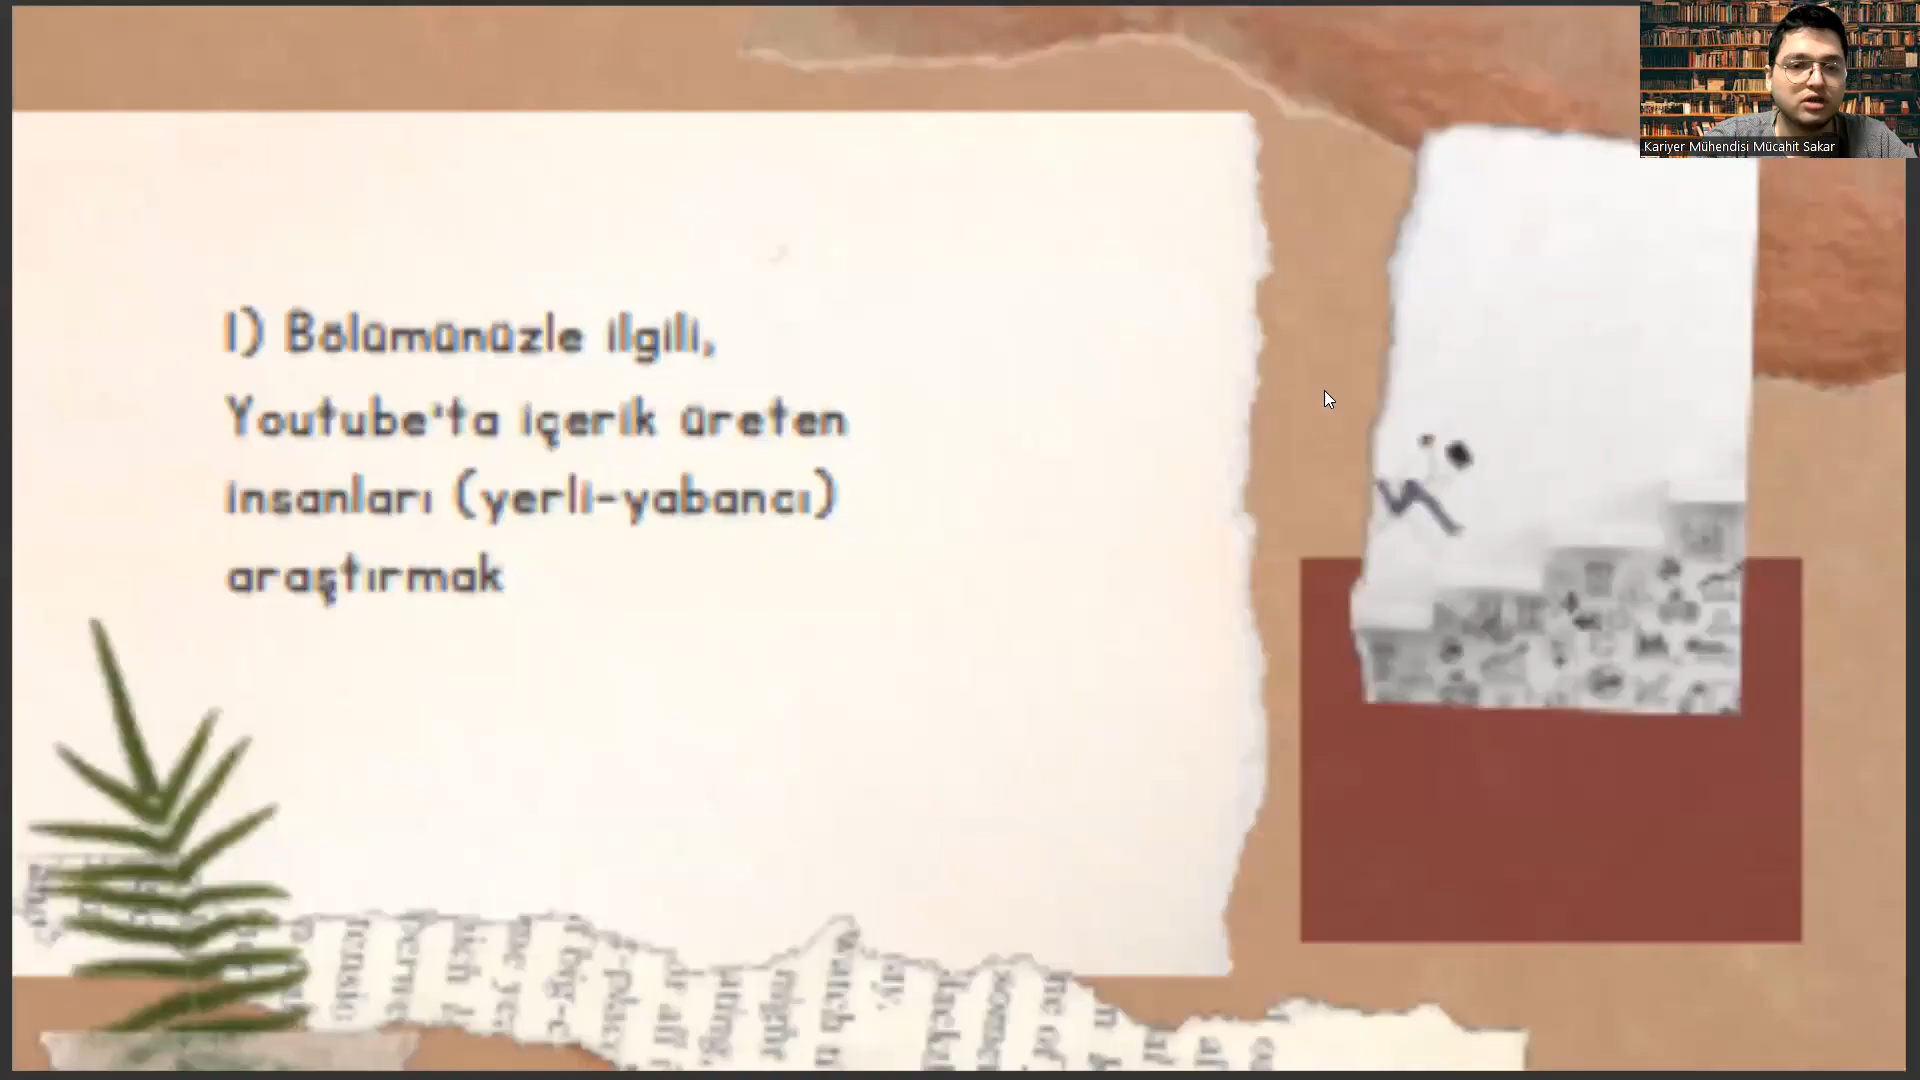 1) Bölümünüzle ilgili,
Youtube'ta içerik üreten
insanları (yerli-yabancı)
araştırmak
Kariyer Mühendisi Mücahit Sakar